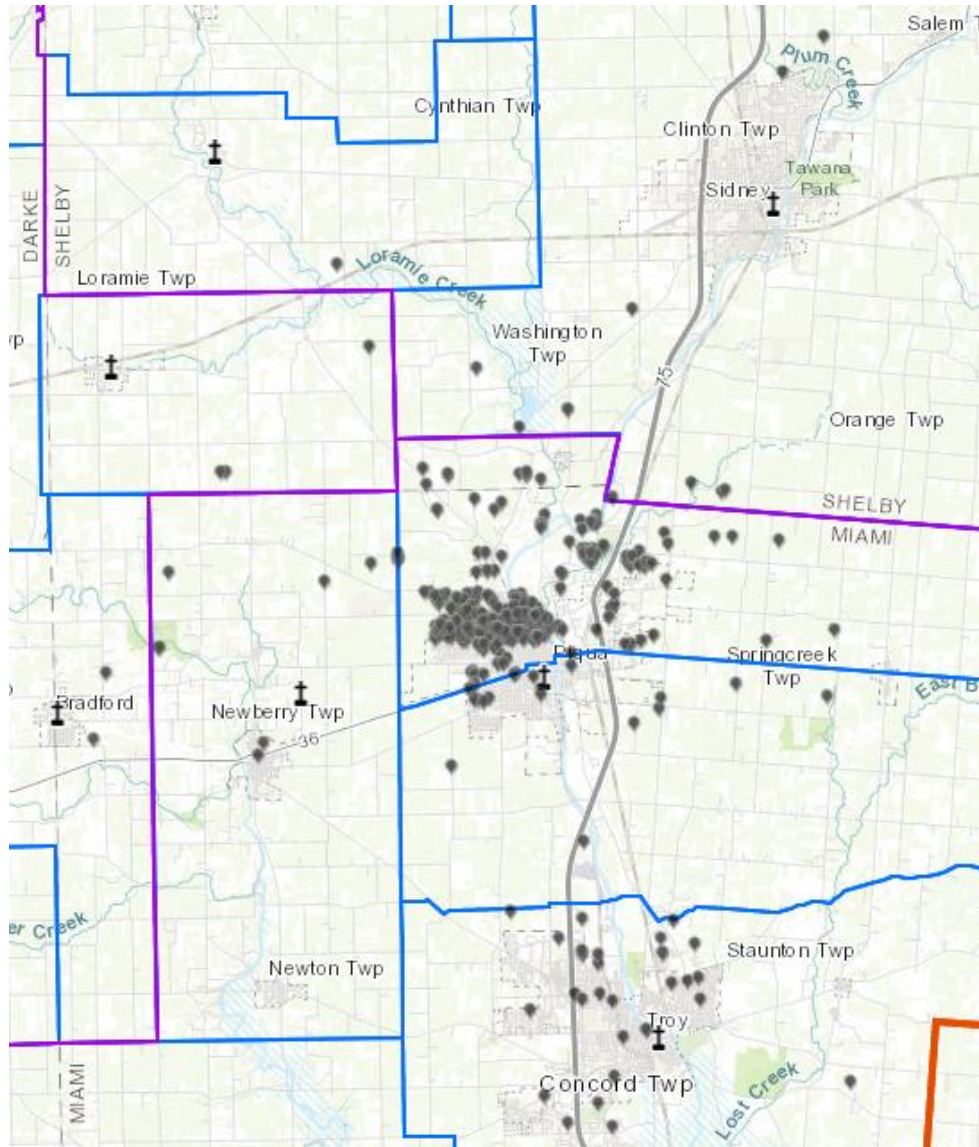 Salem T
Plum Creek
Cynthian Twp
Clinton Twp
Tawana
Park
Sidney
DARKE
SHELBY
Loramie Twp
Loramie Creek
Washington
Twp
75
Orange Twp
SHELBY
MIAMI
Piqua
Springcreek
Twp
East B
Bradford
Newberry Twp
36
er Creek
Newton Twp
Staunton Twp
Troy
Concord Twp
MIAMI
Lost Creek